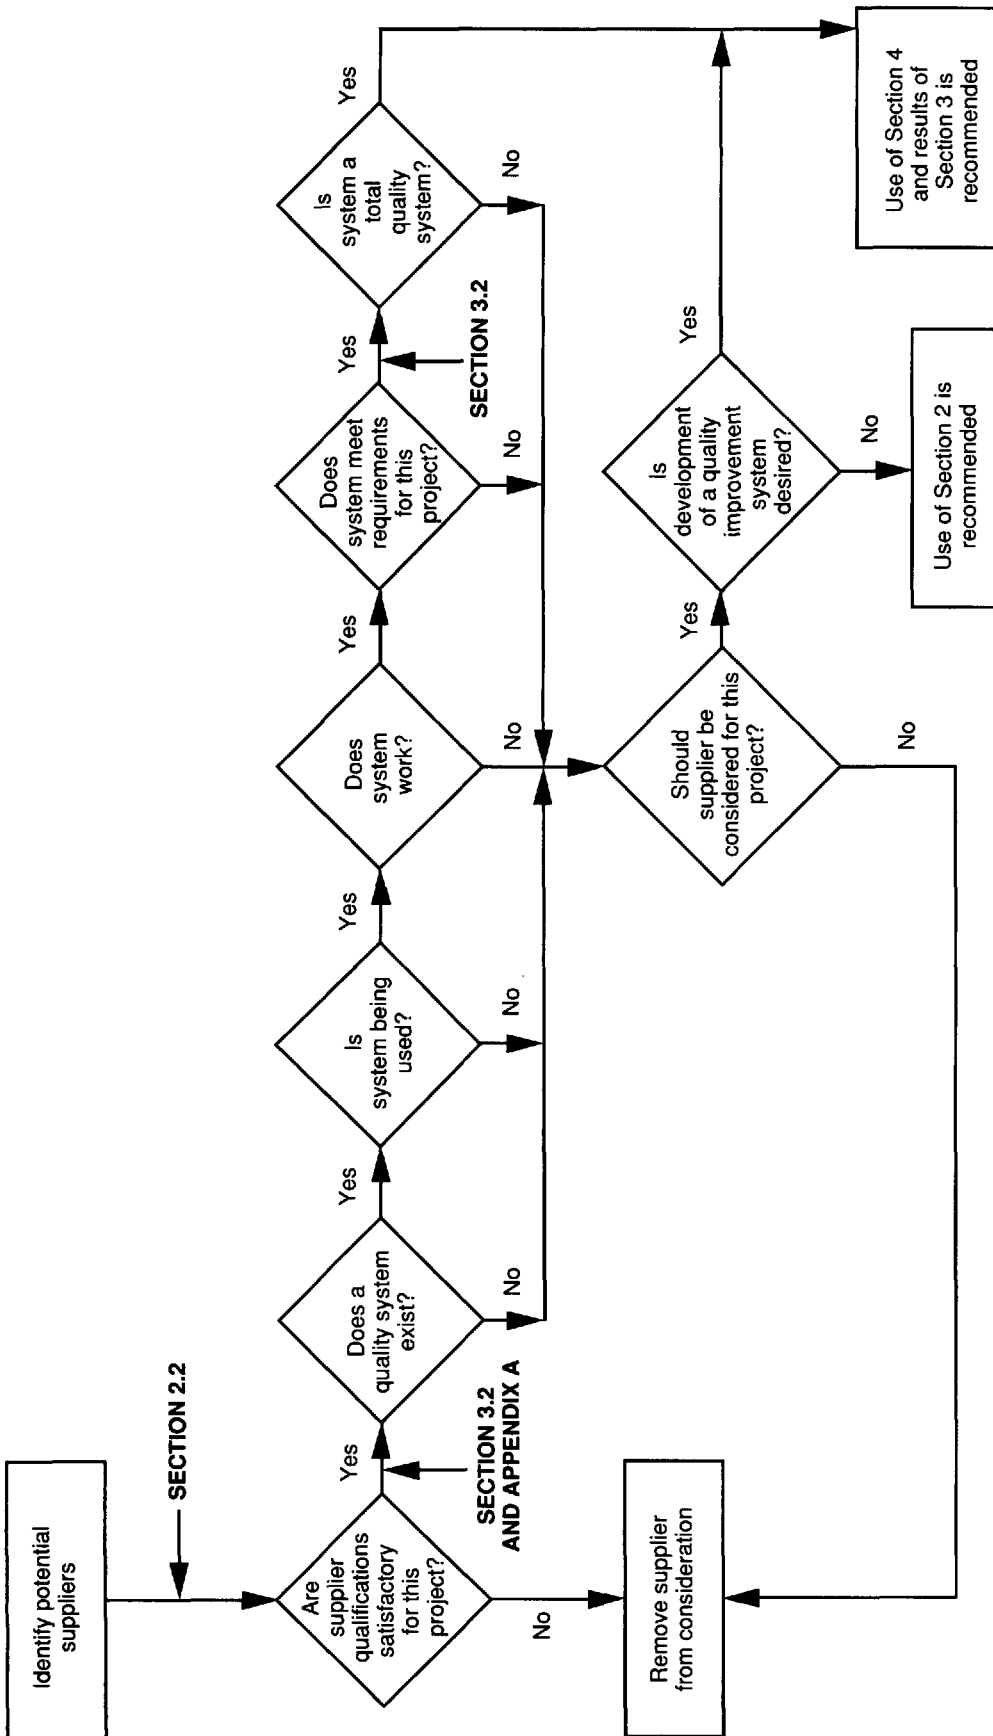 Identify potential
suppliers
SECTION 2.2
Are
supplier
qualifications
satisfactory
for this
project?
Yes
No
SECTION 3.2
AND APPENDIX A
Does a
quality system
exist?
Yes
No
Is
system being
used?
Yes
No
Does
system
work?
Yes
No
Does
system meet
requirements
for this
project?
Yes
No
SECTION 3.2
Is
system a
total
quality
system?
Yes
No
Remove supplier
from consideration
Should
supplier be
considered for this
project?
Yes
No
Is
development
of a quality
improvement
system
desired?
Yes
No
Use of Section 2 is
recommended
Use of Section 4
and results of
Section 3 is
recommended